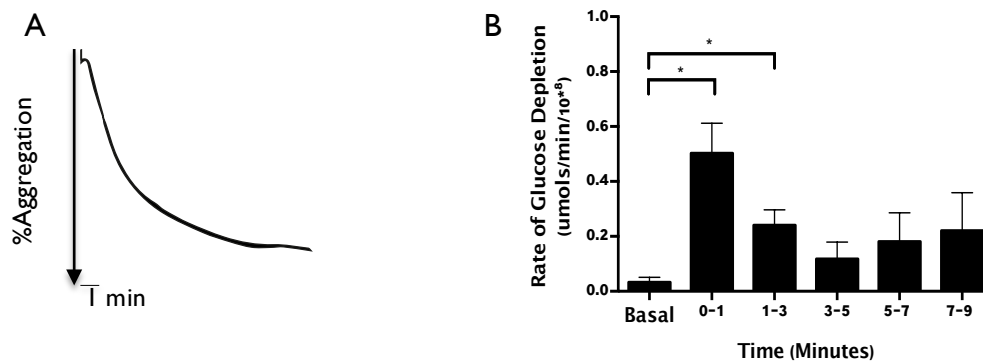 A
%Aggregation
1 min
B
Rate of Glucose Depletion
(umols/min/10*8)
1.0
0.8
0.6
0.4
0.2
0.0
*
*
Basal
0-1
1-3
3-5
5-7
7-9
Time (Minutes)